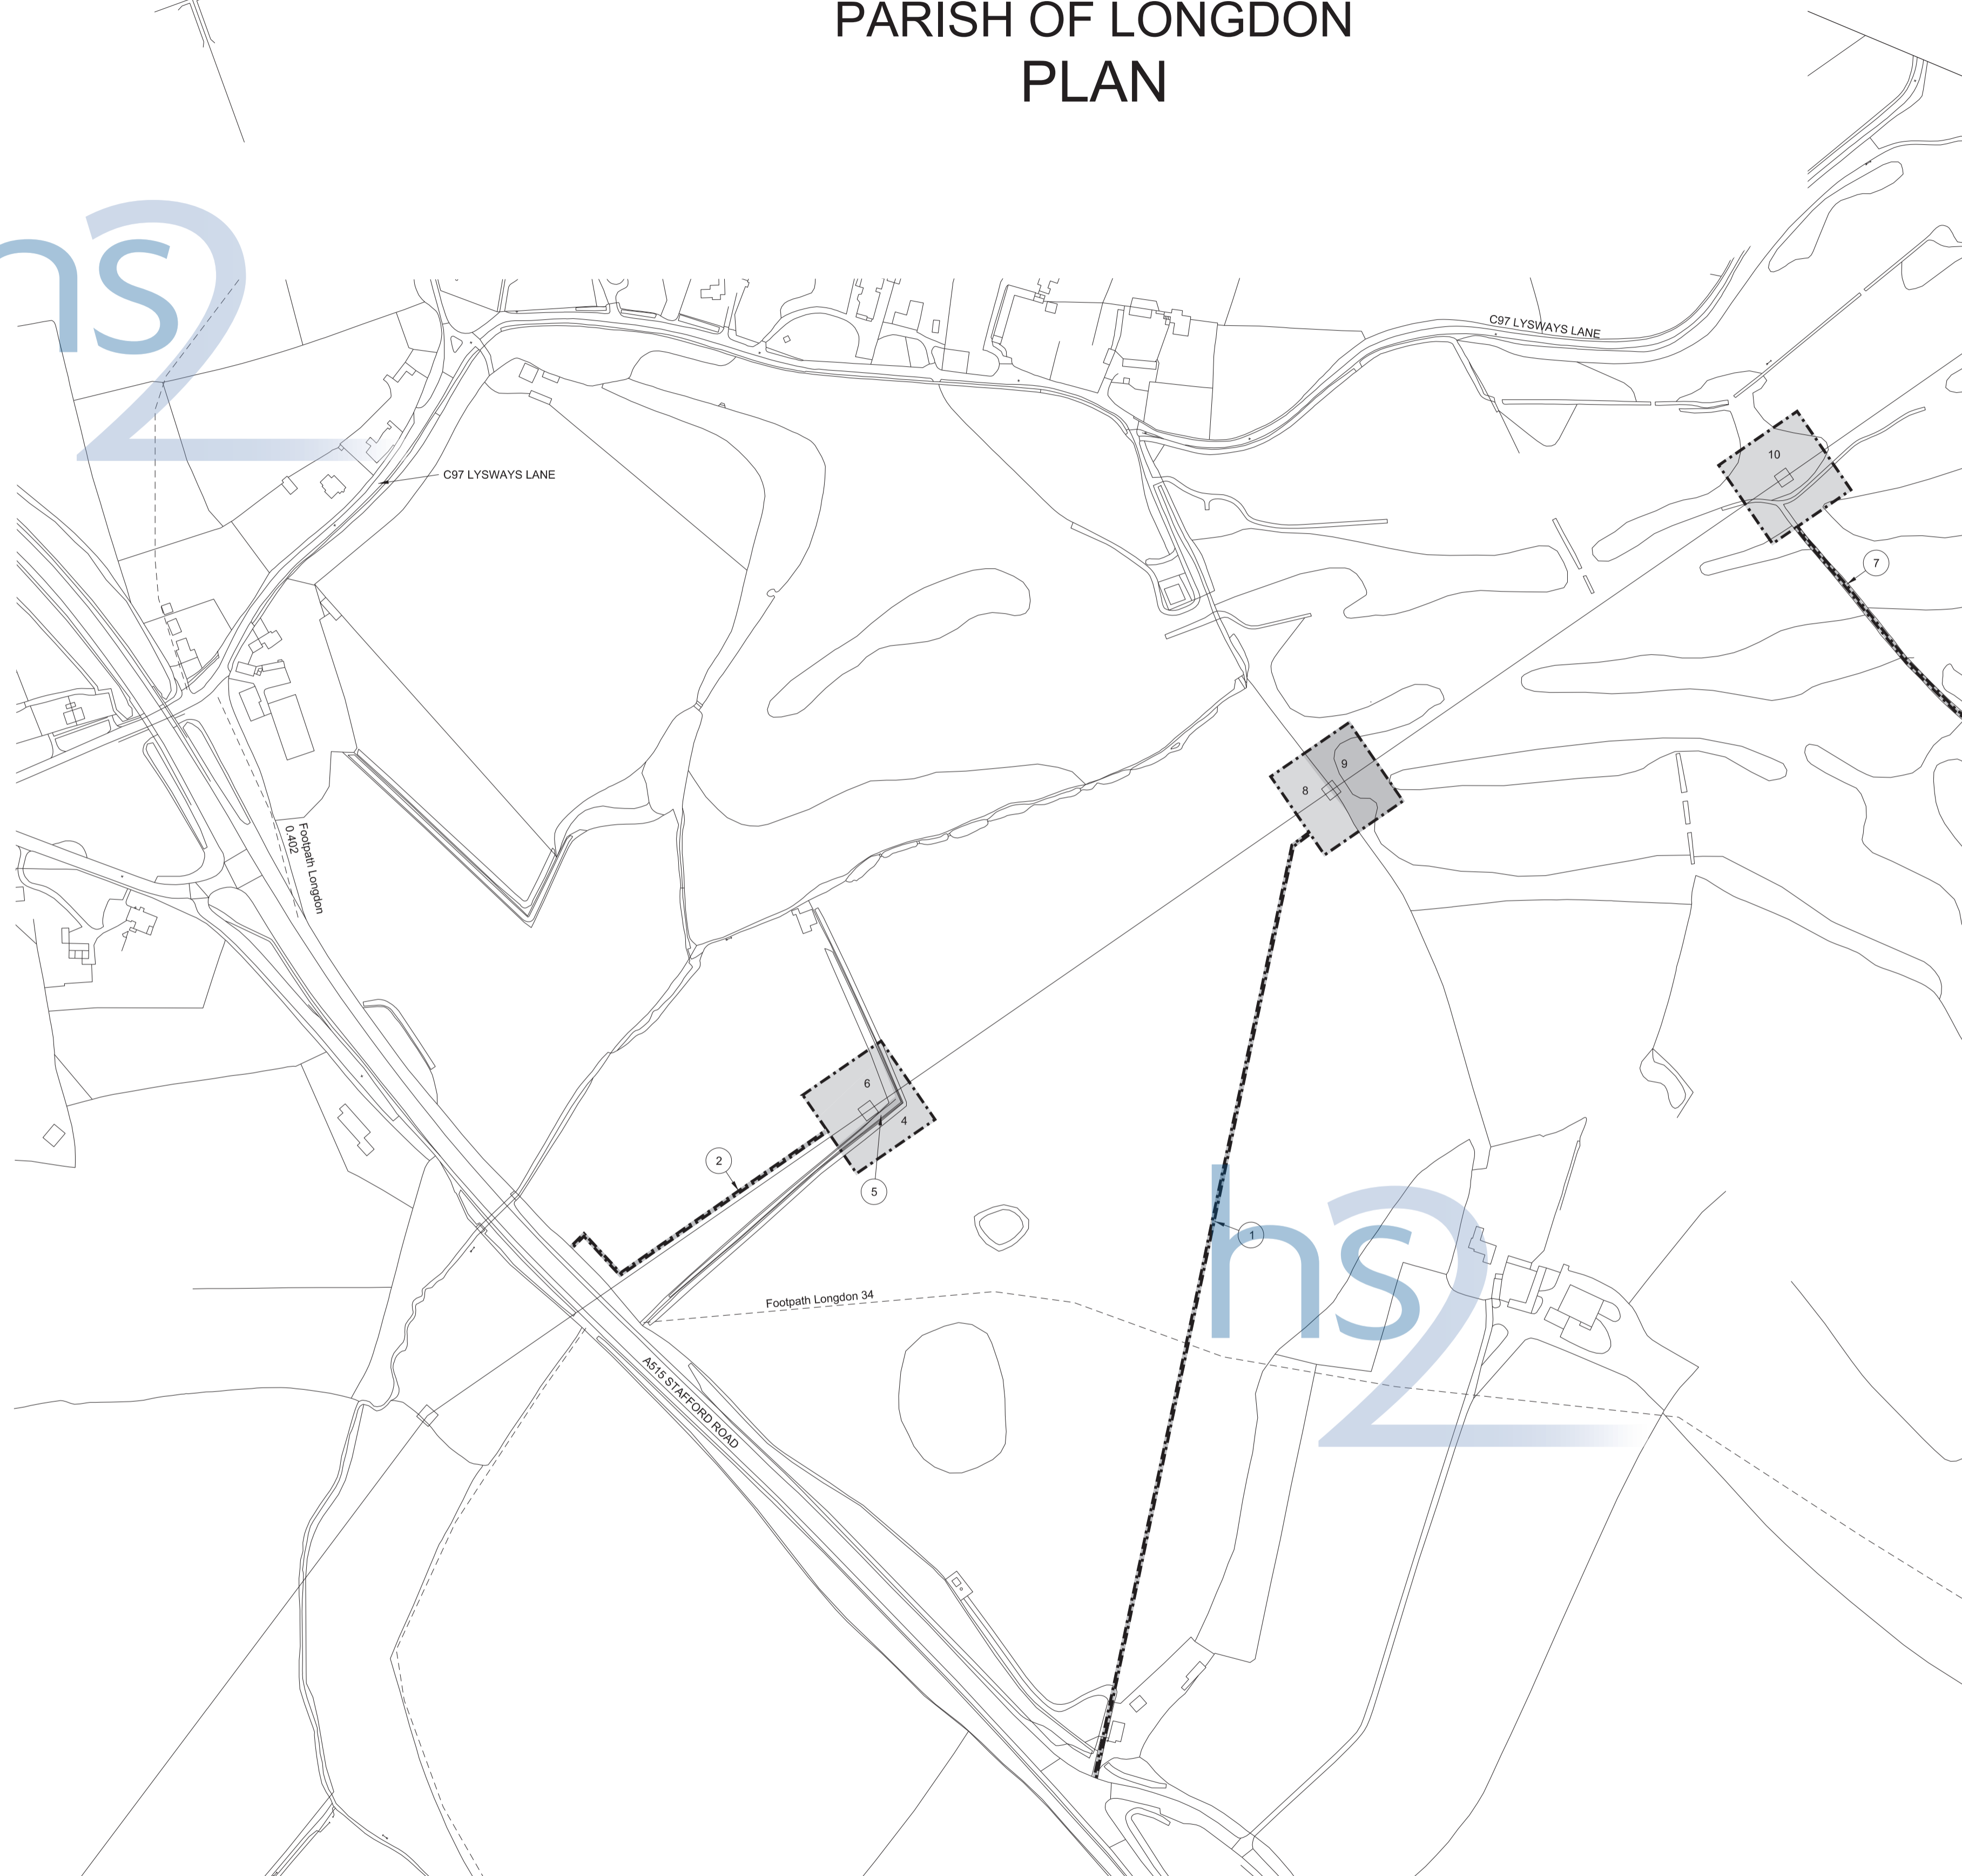 PARISH OF LONGDON
PLAN
hs2
C97 LYSWAYS LANE
10
C97 LYSWAYS LANE
7
9
8
Footpath Longdon
0.402
6
4
2
5
hs2
1
Footpath Longdon 34
A515 STAFFORD ROAD